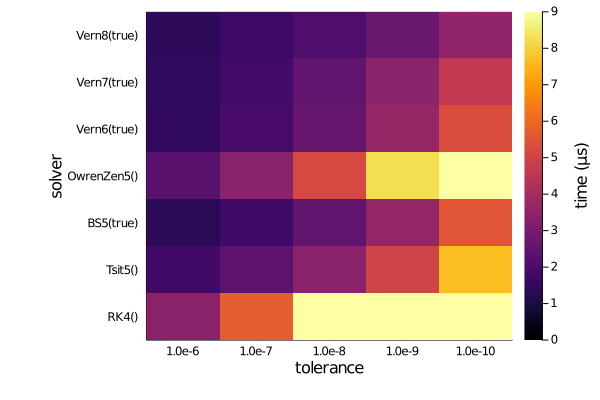 Vern8(true)
Vern7(true)
Vern6(true)
OwrenZen5()
BS5(true)
Tsit5()
RK4()
solver
1.0e-6 1.0e-7 1.0e-8 1.0e-9 1.0e-10
tolerance
9
8
7
6
5
4
3
2
1
0
time (μs)